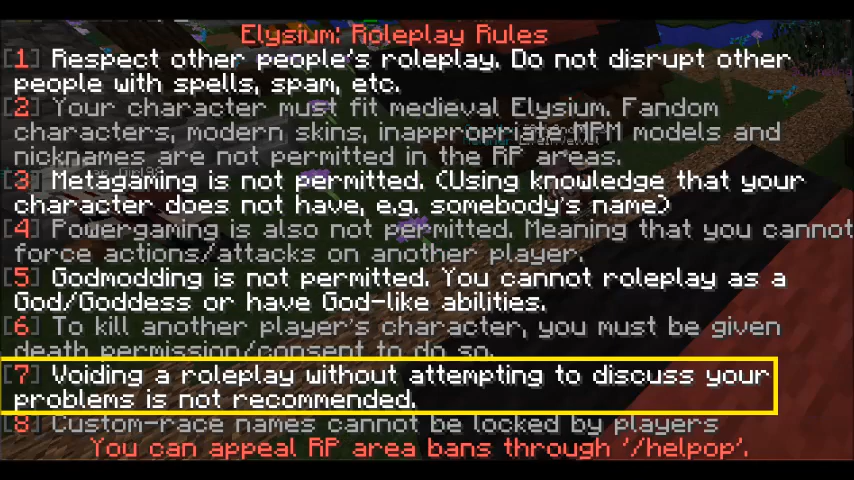 Elysium: Roleplay Rules
[1] Respect other people's roleplay. Do not disrupt other
people with spells, spam, etc.
[2] Your character must fit medieval Elysium. Fandom
characters, modern skins, inappropriate MPM models and
nicknames are not permitted in the RP areas.
[3] Metagaming is not permitted. (Using knowledge that your
character does not have, e.g. somebody's name)
[4] Powergaming is also not permitted. Meaning that you cannot
force actions/attacks on another player.
[5] Godmodding is not permitted. You cannot roleplay as a
God/Goddess or have God-like abilities.
[6] To kill another player's character, you must be given
death permission/consent to do so.
[7] Voiding a roleplay without attempting to discuss your
problems is not recommended.
[8] Custom-race names cannot be locked by players
You can appeal RP area bans through '/helpop'.